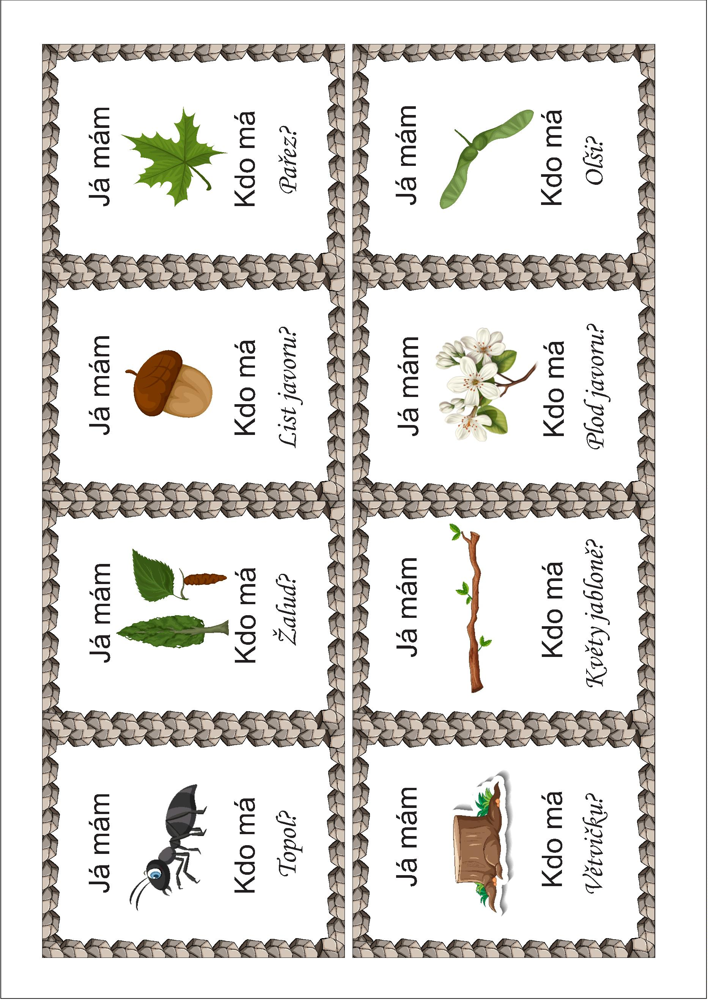 Já mám
Kdo má
Topol?
Já mám
Kdo má
Žalud?
Já mám
Kdo má
List javoru?
Já mám
Kdo má
Pařez?
Já mám
Kdo má
Větvičku?
Já mám
Kdo má
Květy jabloně?
Já mám
Kdo má
Plod javoru?
Já mám
Kdo má
Olši?